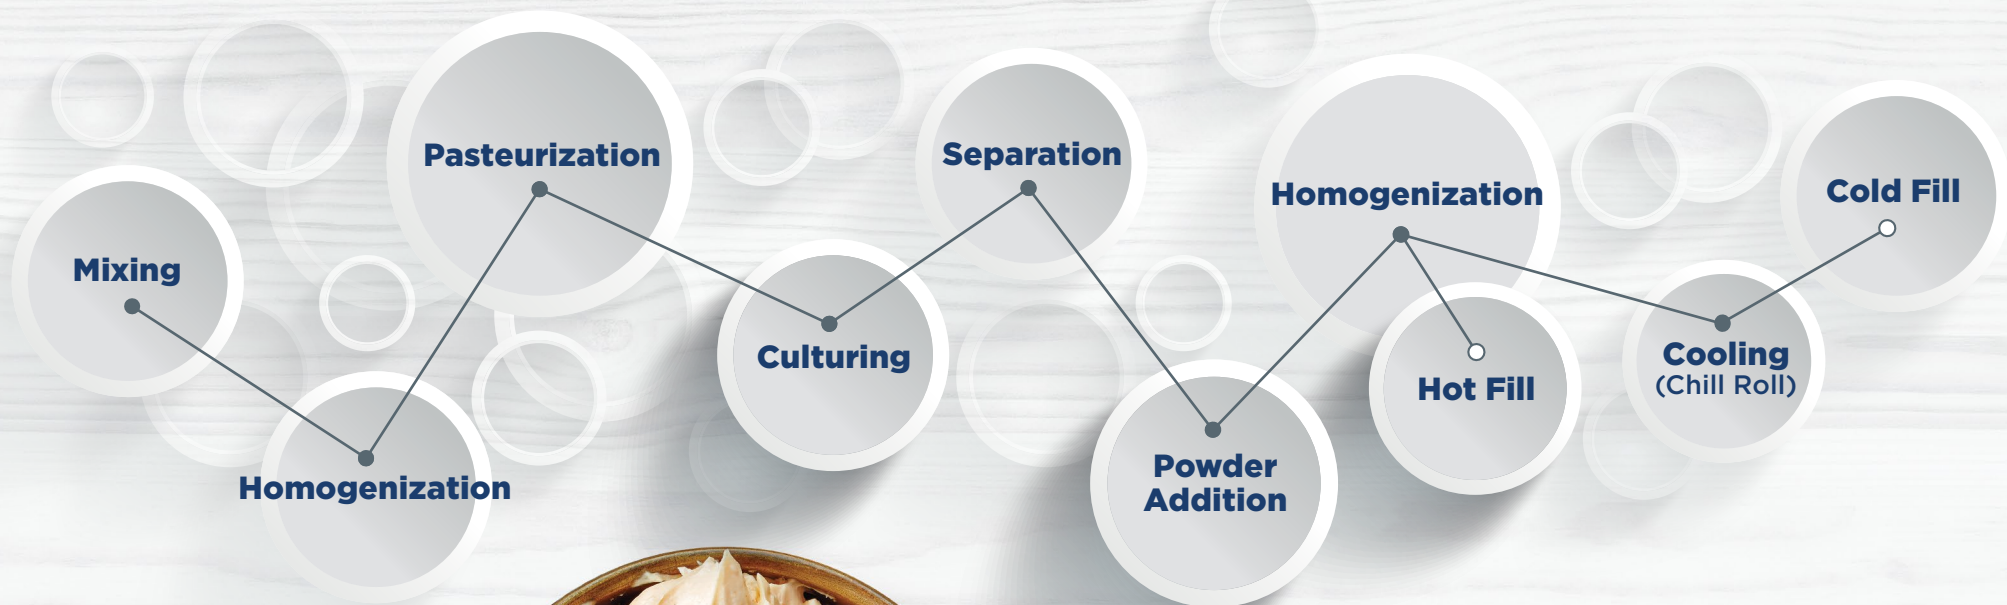 Mixing
Homogenization
Pasteurization
Culturing
Separation
Powder
Addition
Homogenization
Hot Fill
Cooling
(Chill Roll)
Cold Fill